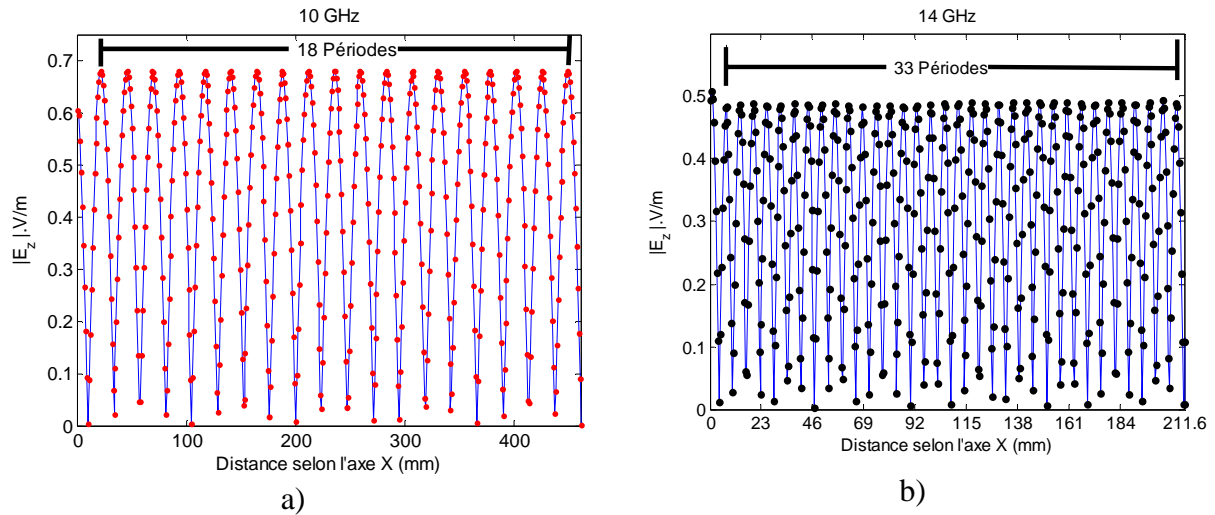 10 GHz
18 Périodes
0.7
0.6
0.5
0.4
0.3
0.2
0.1
0
|E_z|.V/m
0 100 200 300 400
Distance selon l'axe X (mm)
a)
14 GHz
33 Périodes
0.5
0.4
0.3
0.2
0.1
0
|E_z|.V/m
0 23 46 69 92 115 138 161 184 211.6
Distance selon l'axe X (mm)
b)